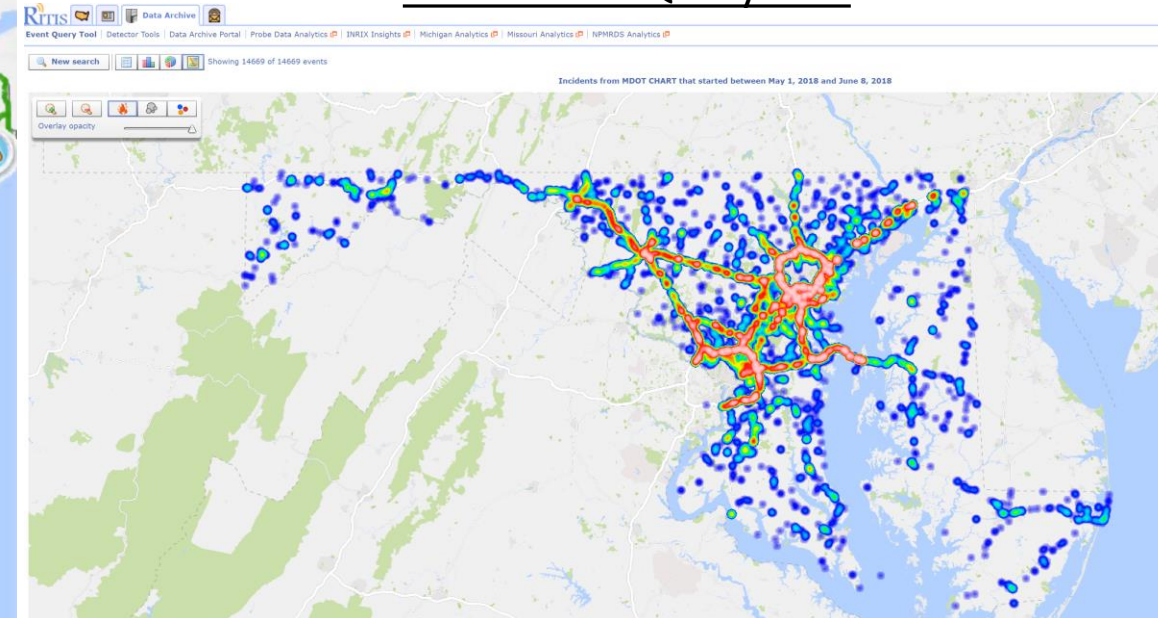 RITIS Data Archive
Event Query Tool | Detector Tools | Data Archive Portal | Probe Data Analytics | INRIX Insights | Michigan Analytics | Missouri Analytics | NPMRDS Analytics
New search Showing 14669 of 14669 events
Incidents from MDOT CHART that started between May 1, 2018 and June 8, 2018
Overlay opacity